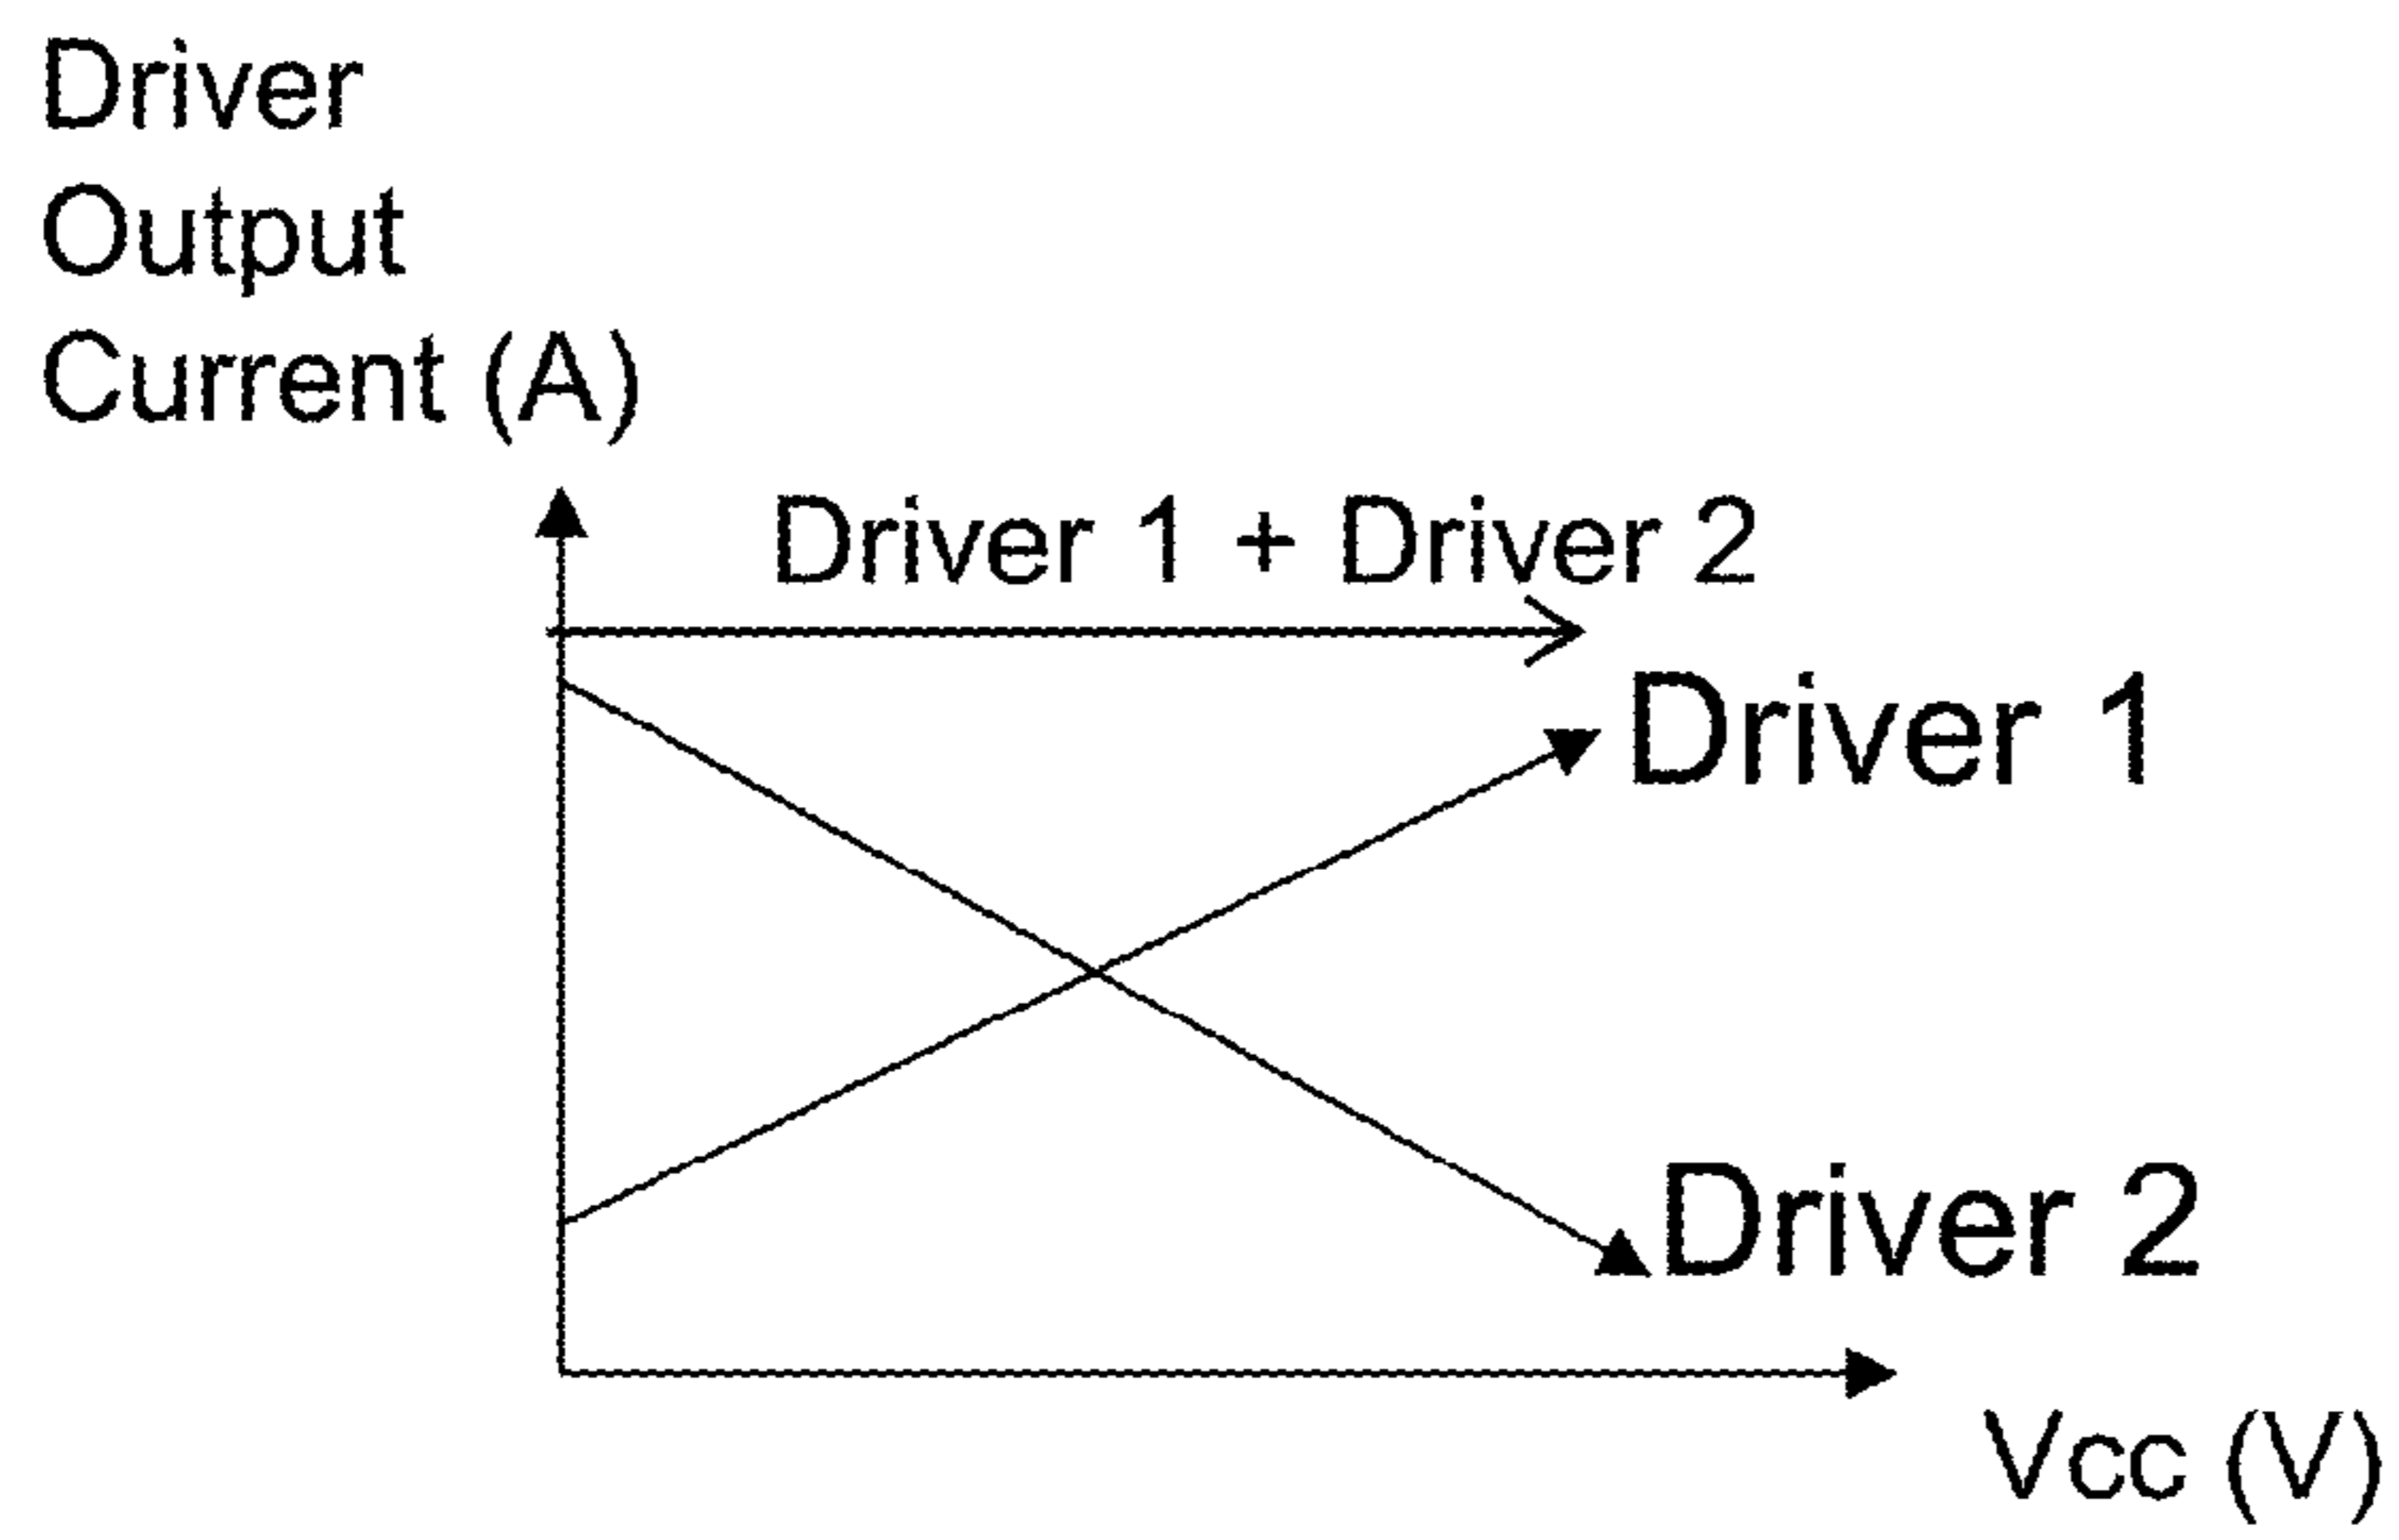 Driver
Output
Current (A)
Driver 1 + Driver 2
Driver 1
Driver 2
Vcc (V)